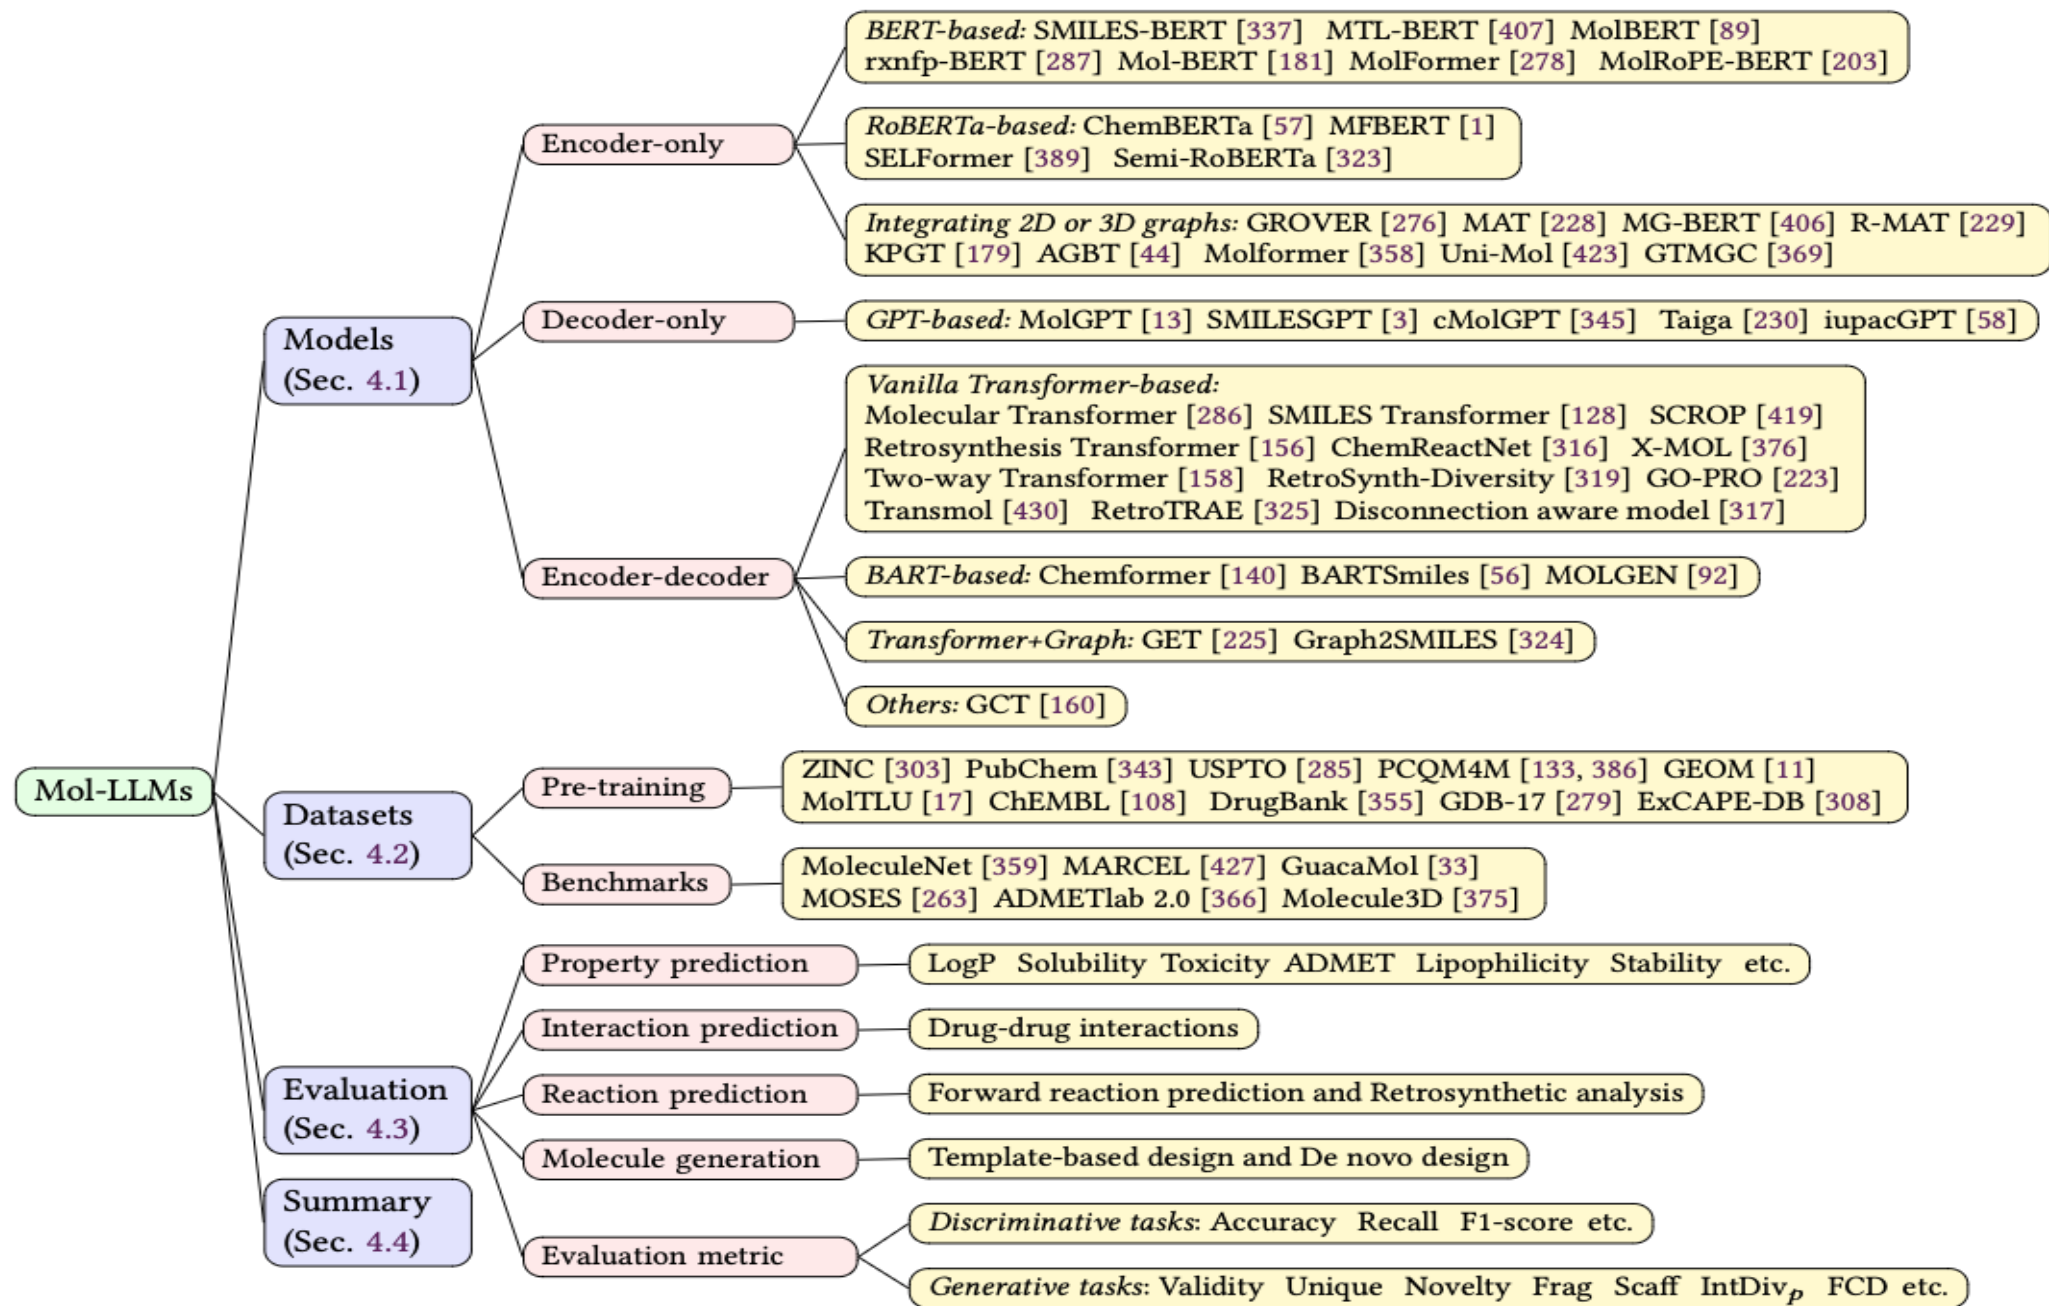 Mol-LLMs
Models
(Sec. 4.1)
Encoder-only
BERT-based: SMILES-BERT [337] MTL-BERT [407] MolBERT [89]
rxnfp-BERT [287] Mol-BERT [181] MolFormer [278] MolRoPE-BERT [203]
RoBERTa-based: ChemBERTa [57] MFBERT [1]
SELFormer [389] Semi-RoBERTa [323]
Integrating 2D or 3D graphs: GROVER [276] MAT [228] MG-BERT [406] R-MAT [229]
KPGT [179] AGBT [44] Molformer [358] Uni-Mol [423] GTMGC [369]
Decoder-only
GPT-based: MolGPT [13] SMILESGPT [3] cMolGPT [345] Taiga [230] iupacGPT [58]
Encoder-decoder
Vanilla Transformer-based:
Molecular Transformer [286] SMILES Transformer [128] SCROP [419]
Retrosynthesis Transformer [156] ChemReactNet [316] X-MOL [376]
Two-way Transformer [158] RetroSynth-Diversity [319] GO-PRO [223]
Transmol [430] RetroTRAE [325] Disconnection aware model [317]
BART-based: Chemformer [140] BARTSmiles [56] MOLGEN [92]
Transformer+Graph: GET [225] Graph2SMILES [324]
Others: GCT [160]
Datasets
(Sec. 4.2)
Pre-training
ZINC [303] PubChem [343] USPTO [285] PCQM4M [133, 386] GEOM [11]
MolTLU [17] ChEMBL [108] DrugBank [355] GDB-17 [279] ExCAPE-DB [308]
Benchmarks
MoleculeNet [359] MARCEL [427] GuacaMol [33]
MOSES [263] ADMETlab 2.0 [366] Molecule3D [375]
Evaluation
(Sec. 4.3)
Property prediction
LogP Solubility Toxicity ADMET Lipophilicity Stability etc.
Interaction prediction
Drug-drug interactions
Reaction prediction
Forward reaction prediction and Retrosynthetic analysis
Molecule generation
Template-based design and De novo design
Evaluation metric
Discriminative tasks: Accuracy Recall F1-score etc.
Generative tasks: Validity Unique Novelty Frag Scaff IntDivₚ FCD etc.
Summary
(Sec. 4.4)